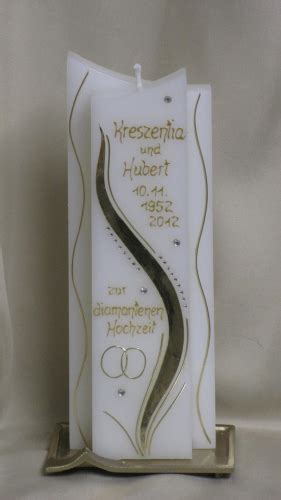 Kreszentia
und
Hubert
10.11.
1952
2012
zur
diamantenen
Hochzeit